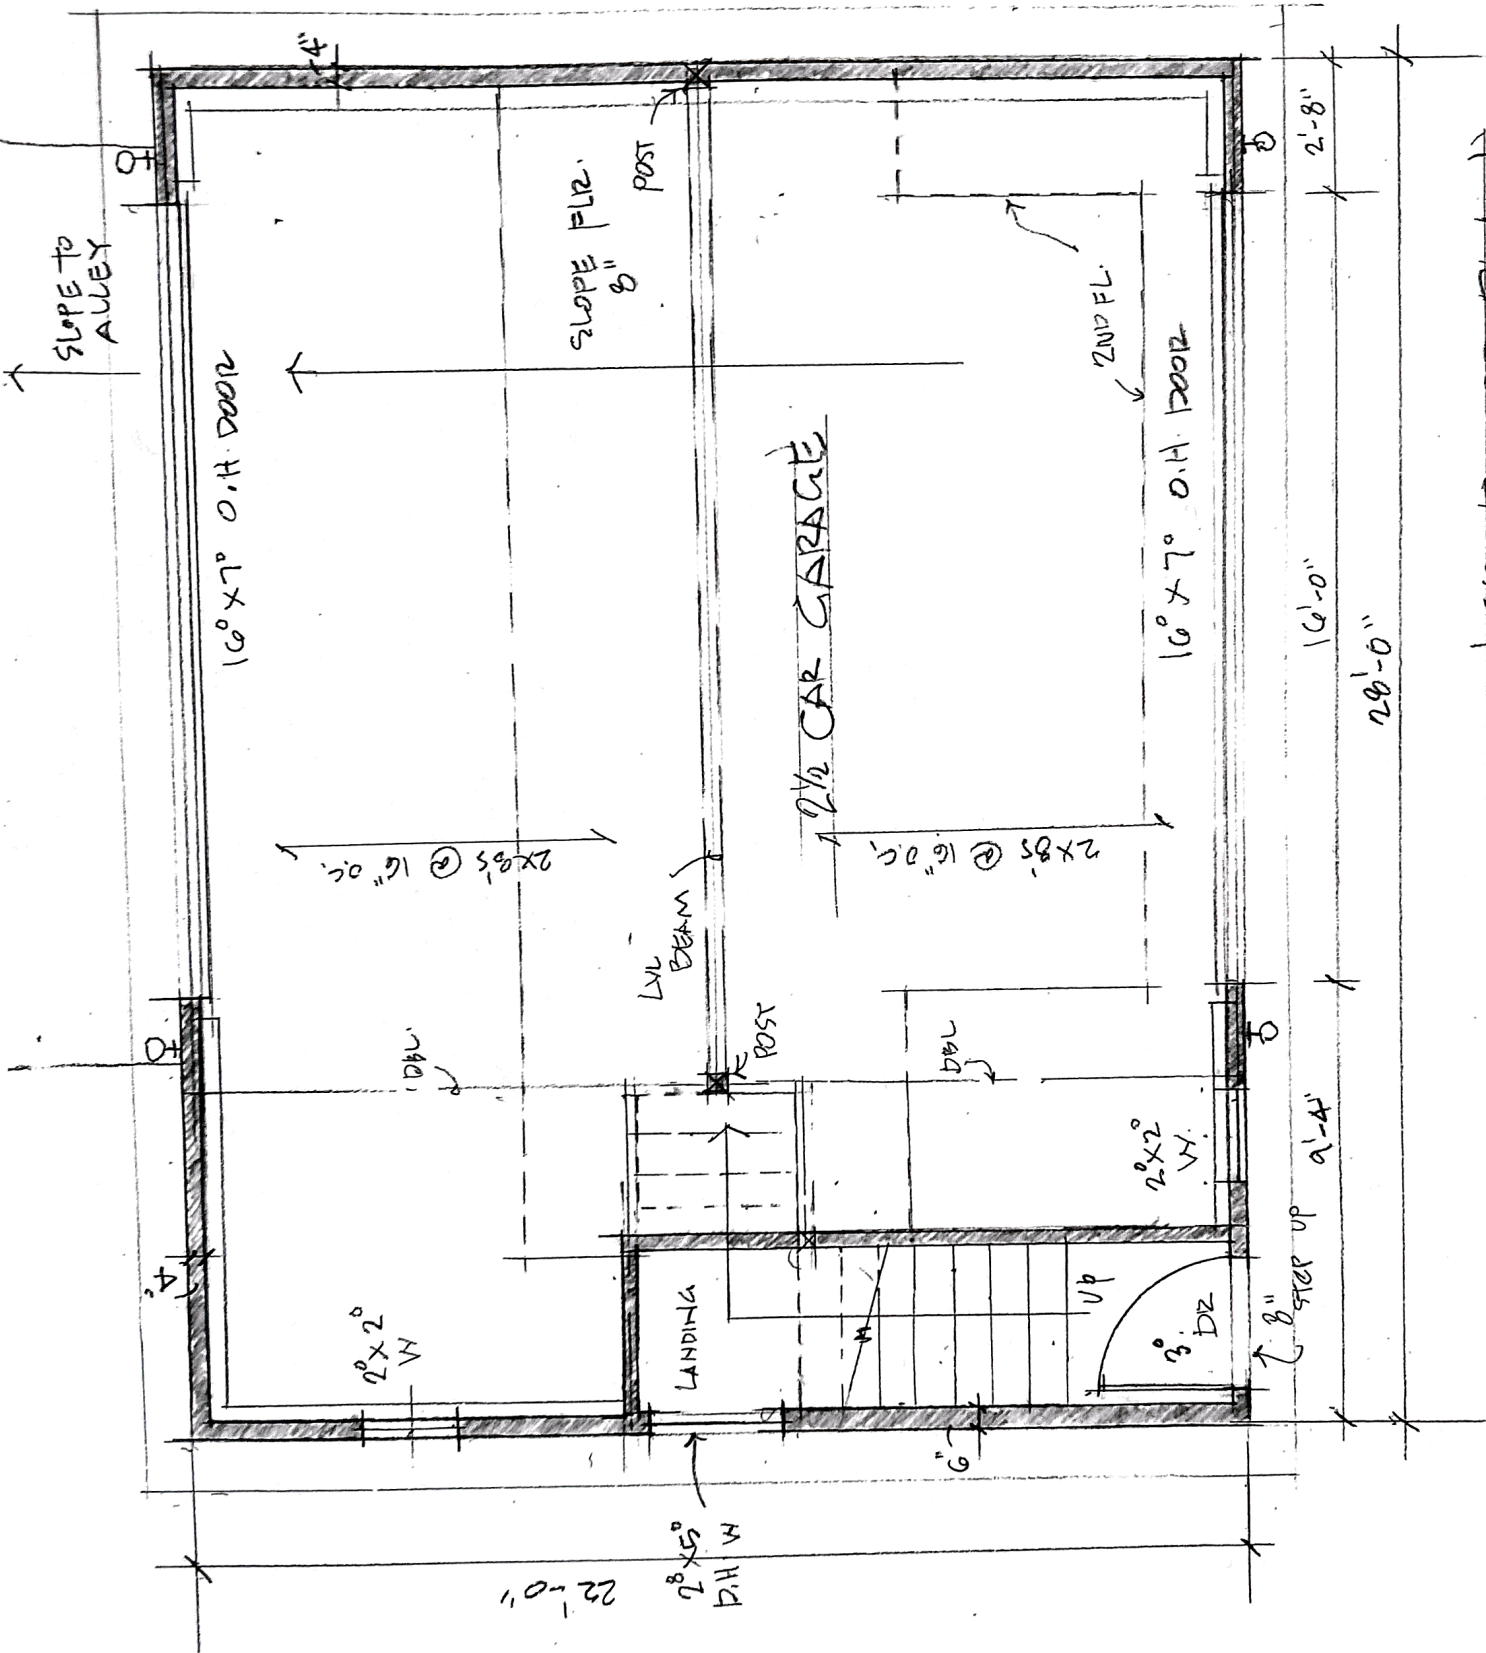 4"
SLOPE TO
ALLEY
16⁰ X 7⁰ O.H. DOOR
SLOPE FLR.
8"
POST
2ND FL.
16⁰ X 7⁰ O.H. DOOR
2½ CAR GARAGE
2X8'S @ 16" O.C.
2X8'S @ 16" O.C.
LVL
BEAM
POST
DBL
DBL
2⁰X2⁰
W.
2⁰X2⁰
W
4"
LANDING
UP
3⁰
DR
8"
STEP UP
6"
2⁸X5⁰
D.H W
22'-0"
2'-8"
16'-0"
9'-4"
28'-0"